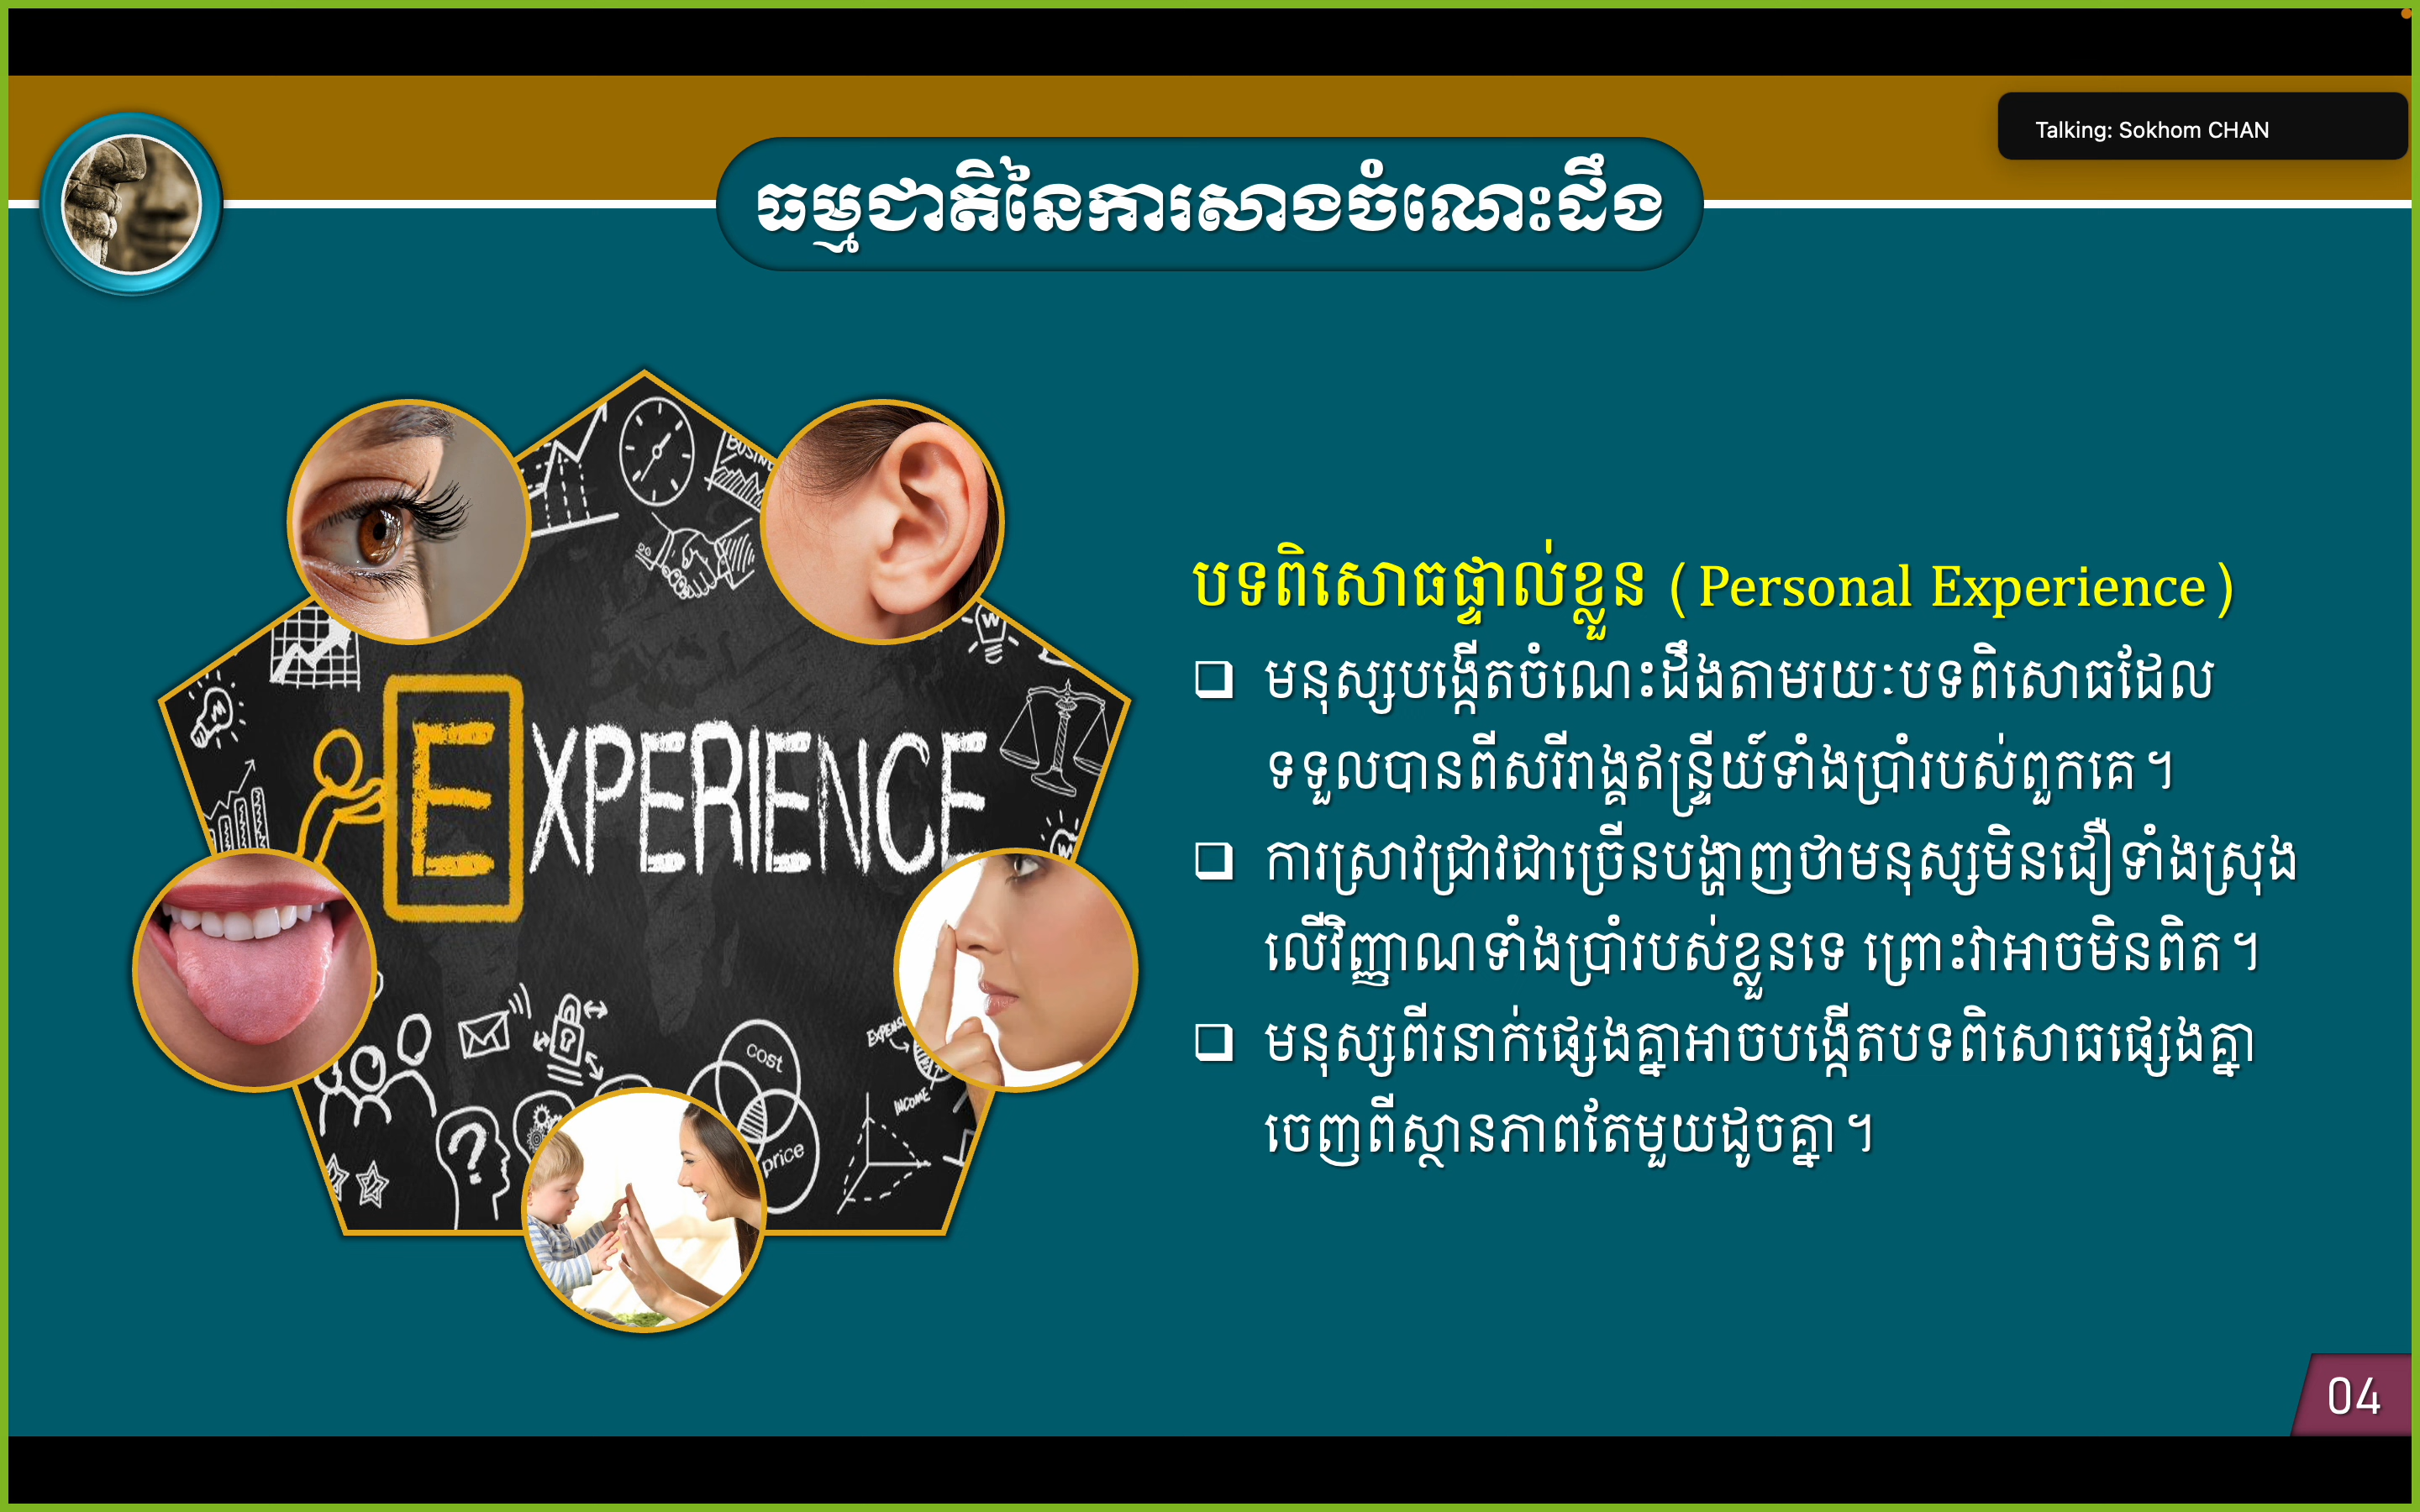 Talking: Sokhom CHAN
ធម្មជាតិនៃការសាងចំណេះដឹង
បទពិសោធផ្ទាល់ខ្លួន (Personal Experience)
❑ មនុស្សបង្កើតចំណេះដឹងតាមរយៈបទពិសោធដែល
ទទួលបានពីសរីរាង្គឥន្ទ្រីយ៍ទាំងប្រាំរបស់ពួកគេ។
❑ ការស្រាវជ្រាវជាច្រើនបង្ហាញថាមនុស្សមិនជឿទាំងស្រុង
លើវិញ្ញាណទាំងប្រាំរបស់ខ្លួនទេ ព្រោះវាអាចមិនពិត។
❑ មនុស្សពីរនាក់ផ្សេងគ្នាអាចបង្កើតបទពិសោធផ្សេងគ្នា
ចេញពីស្ថានភាពតែមួយដូចគ្នា។
EXPERIENCE
cost
price
INCOME
04